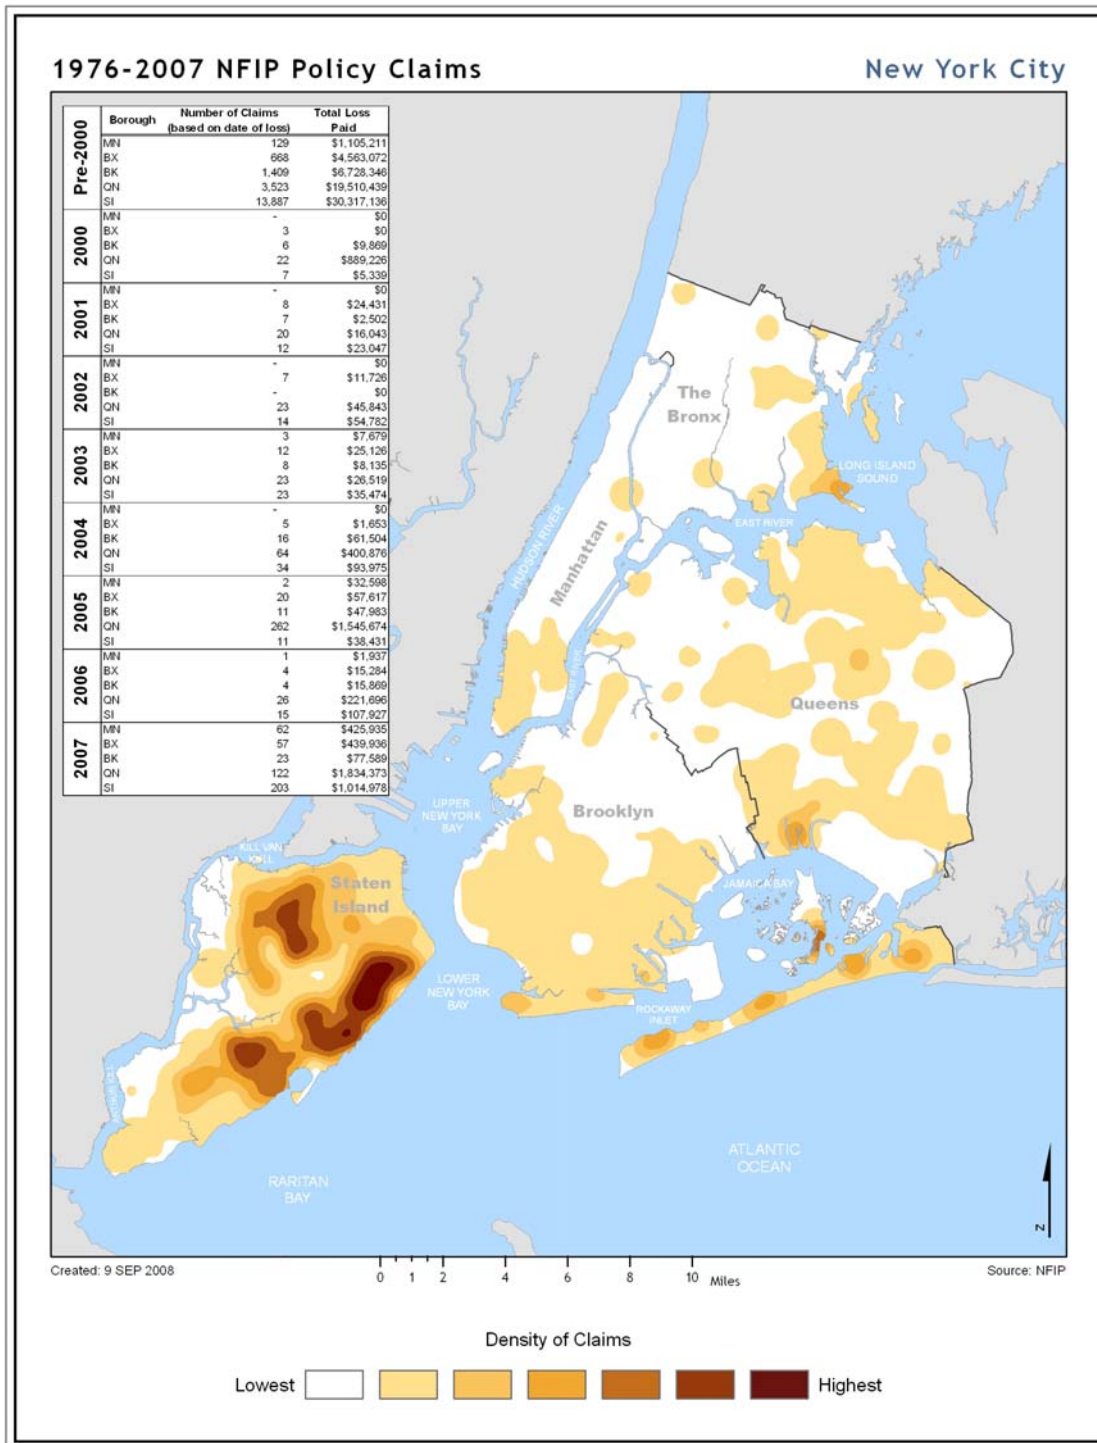 1976-2007 NFIP Policy Claims New York City
Borough Number of Claims (based on date of loss) Total Loss Paid
Pre-2000
MN 129 $1,105,211
BX 668 $4,563,072
BK 1,409 $6,728,346
QN 3,523 $19,510,439
SI 13,887 $30,317,136
2000
MN - $0
BX 3 $0
BK 6 $9,869
QN 22 $889,226
SI 7 $5,339
2001
MN - $0
BX 8 $24,431
BK 7 $2,502
QN 20 $16,043
SI 12 $23,047
2002
MN - $0
BX 7 $11,726
BK - $0
QN 23 $45,843
SI 14 $54,782
2003
MN 3 $7,679
BX 12 $25,126
BK 8 $8,135
QN 23 $26,519
SI 23 $35,474
2004
MN - $0
BX 5 $1,653
BK 16 $61,504
QN 64 $400,876
SI 34 $93,975
2005
MN 2 $32,598
BX 20 $57,617
BK 11 $47,983
QN 262 $1,545,674
SI 11 $38,431
2006
MN 1 $1,937
BX 4 $15,284
BK 4 $15,869
QN 26 $221,696
SI 15 $107,927
2007
MN 62 $425,935
BX 57 $439,936
BK 23 $77,589
QN 122 $1,834,373
SI 203 $1,014,978
The
Bronx
LONG ISLAND
SOUND
HUDSON RIVER
EAST RIVER
Manhattan
EAST RIVER
Queens
Brooklyn
UPPER
NEW YORK
BAY
KILL VAN
KULL
Staten
Island
JAMAICA BAY
LOWER
NEW YORK
BAY
ROCKAWAY
INLET
ARTHUR KILL
ATLANTIC
OCEAN
RARITAN
BAY
N
Created: 9 SEP 2008
0 1 2 4 6 8 10 Miles
Source: NFIP
Density of Claims
Lowest Highest